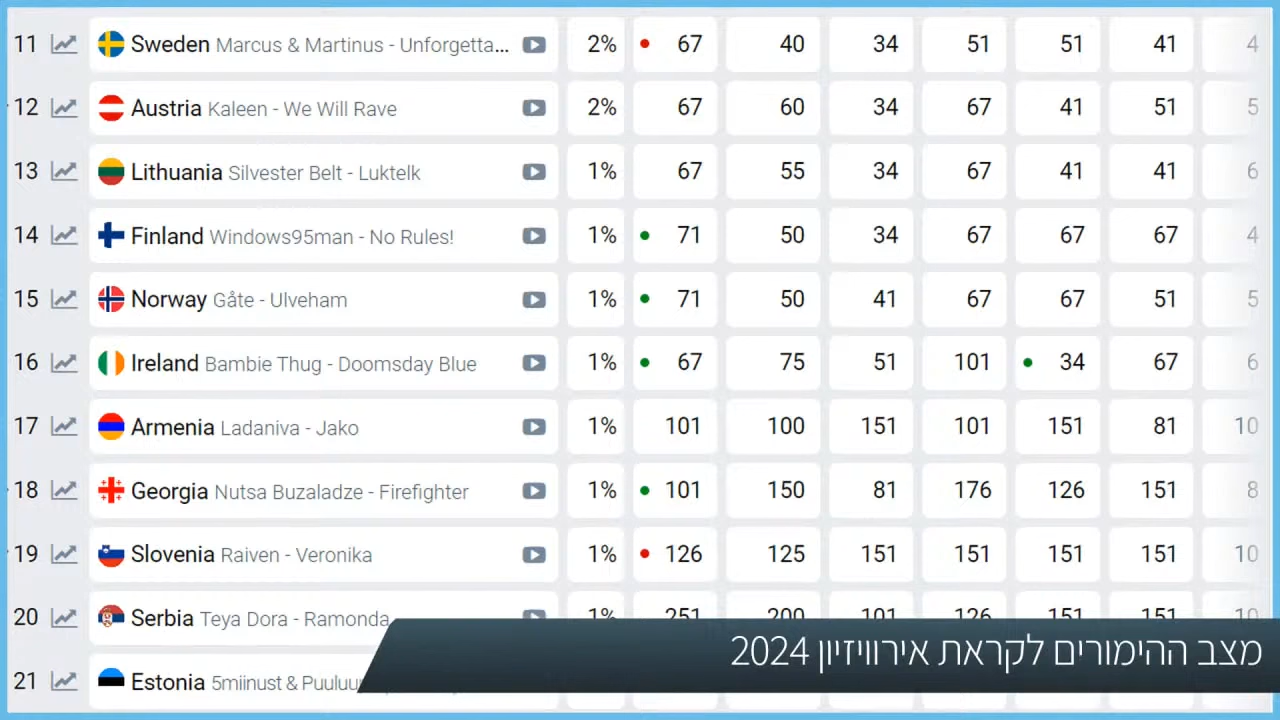 11 Sweden Marcus & Martinus - Unforgetta... 2% 67 40 34 51 51 41 4
12 Austria Kaleen - We Will Rave 2% 67 60 34 67 41 51 5
13 Lithuania Silvester Belt - Luktelk 1% 67 55 34 67 41 41 6
14 Finland Windows95man - No Rules! 1% 71 50 34 67 67 67 4
15 Norway Gåte - Ulveham 1% 71 50 41 67 67 51 5
16 Ireland Bambie Thug - Doomsday Blue 1% 67 75 51 101 34 67 6
17 Armenia Ladaniva - Jako 1% 101 100 151 101 151 81 10
18 Georgia Nutsa Buzaladze - Firefighter 1% 101 150 81 176 126 151 8
19 Slovenia Raiven - Veronika 1% 126 125 151 151 151 151 10
20 Serbia Teya Dora - Ramonda 1% 251 200 101 126 151 151 10
21 Estonia 5miinust & Puuluu
מצב ההימורים לקראת אירוויזיון 2024